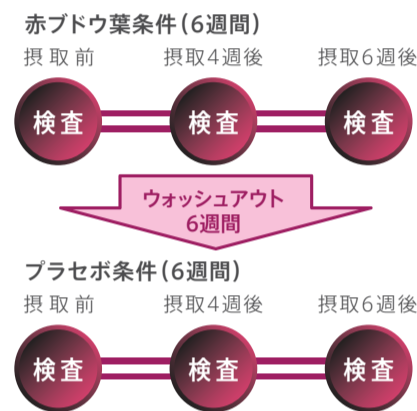 赤ブドウ葉条件(6週間)
摂取前 摂取4週後 摂取6週後
検査 検査 検査
ウォッシュアウト
6週間
プラセボ条件(6週間)
摂取前 摂取4週後 摂取6週後
検査 検査 検査